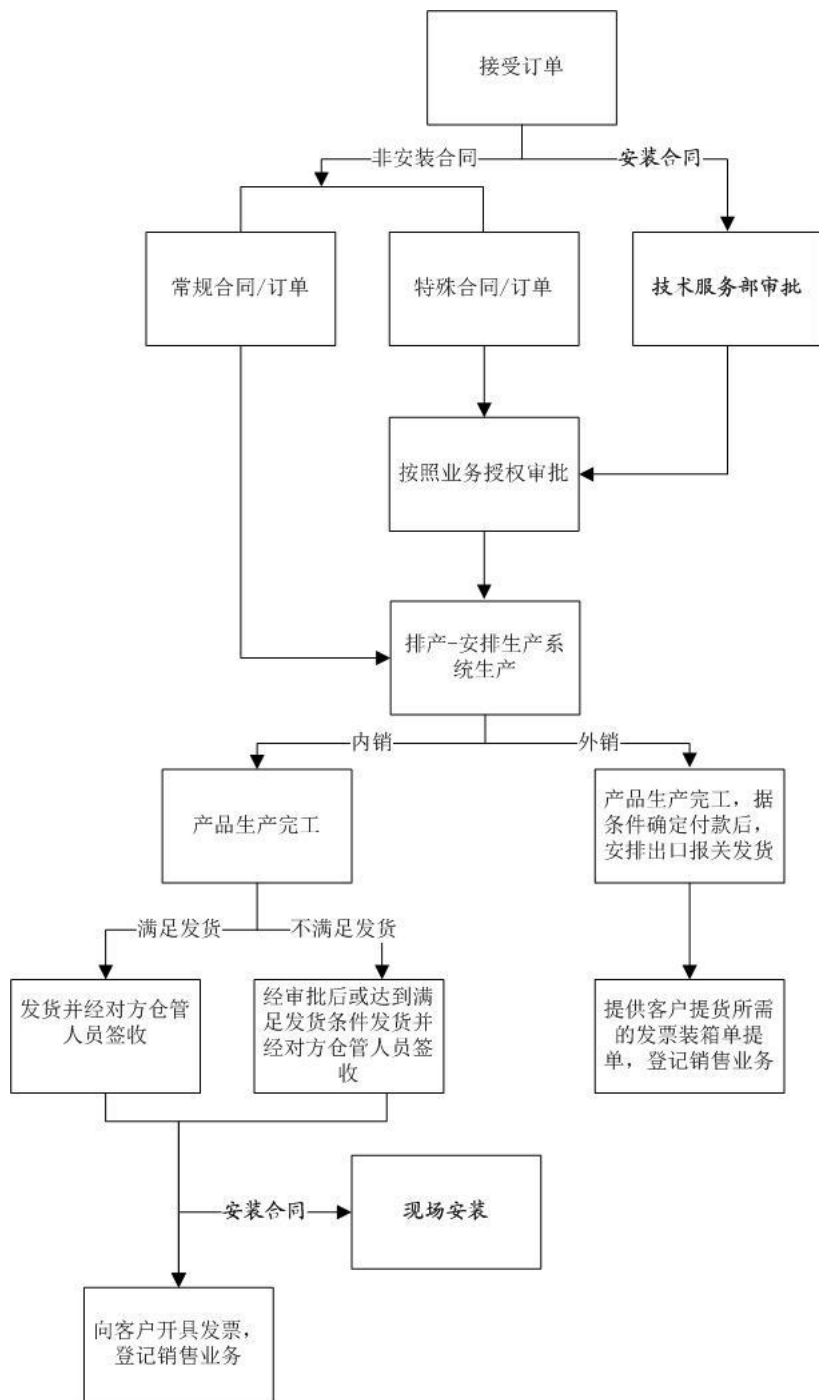 接受订单
非安装合同
安装合同
常规合同/订单
特殊合同/订单
技术服务部审批
按照业务授权审批
排产-安排生产系
统生产
内销
外销
产品生产完工
产品生产完工，据
条件确定付款后，
安排出口报关发货
满足发货
不满足发货
发货并经对方仓管
人员签收
经审批后或达到满
足发货条件发货并
经对方仓管人员签
收
提供客户提货所需
的发票装箱单提
单，登记销售业务
安装合同
现场安装
向客户开具发票，
登记销售业务